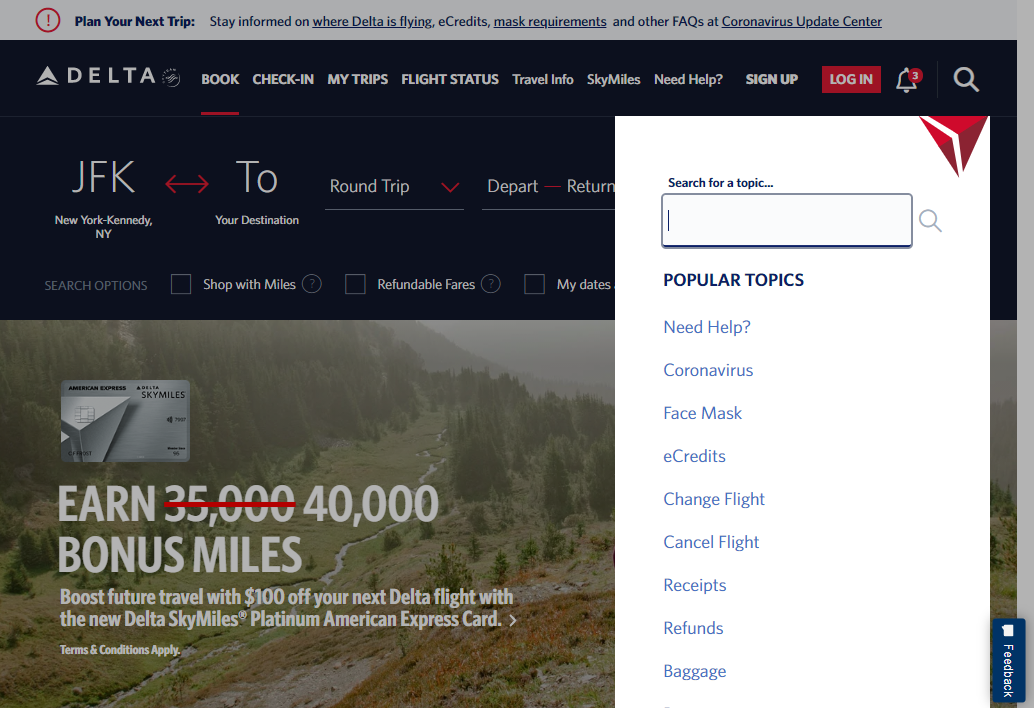 Plan Your Next Trip: Stay informed on where Delta is flying, eCredits, mask requirements and other FAQs at Coronavirus Update Center
DELTA BOOK CHECK-IN MY TRIPS FLIGHT STATUS Travel Info SkyMiles Need Help? SIGN UP LOG IN 3
JFK To
Round Trip Depart — Return
New York-Kennedy, NY
Your Destination
SEARCH OPTIONS Shop with Miles ? Refundable Fares ? My dates
AMERICAN EXPRESS DELTA
SKYMILES
EARN 35,000 40,000
BONUS MILES
Boost future travel with $100 off your next Delta flight with
the new Delta SkyMiles® Platinum American Express Card. >
Terms & Conditions Apply.
Search for a topic...
POPULAR TOPICS
Need Help?
Coronavirus
Face Mask
eCredits
Change Flight
Cancel Flight
Receipts
Refunds
Baggage
Feedback